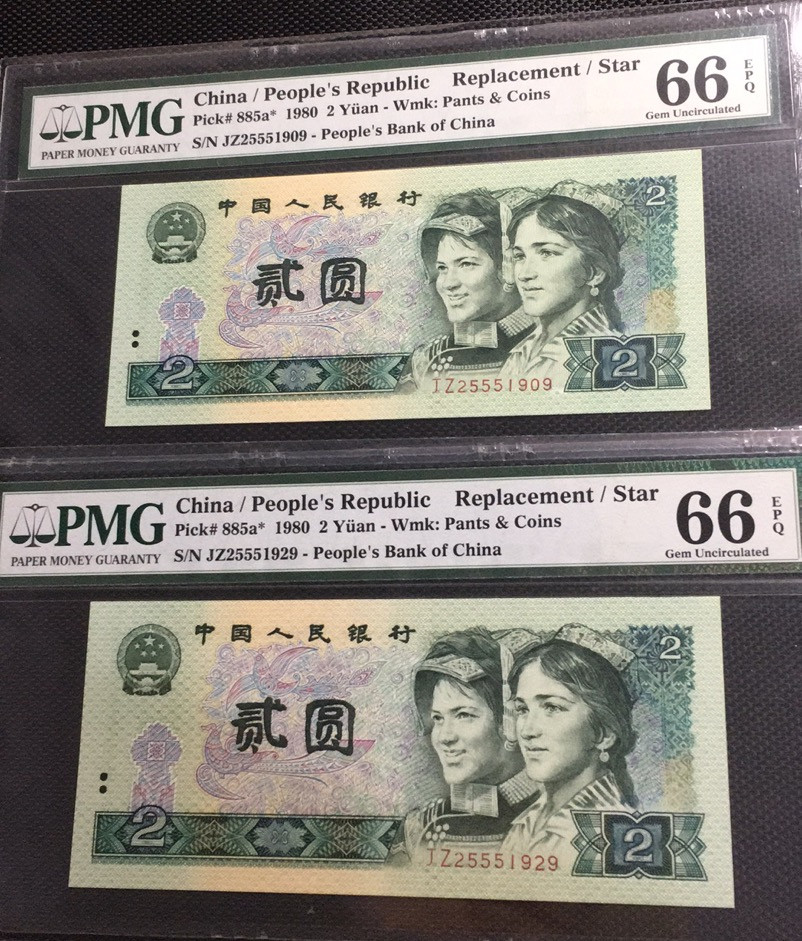 PMG
PAPER MONEY GUARANTY
China / People's Republic Replacement / Star
Pick# 885a* 1980 2 Yüan - Wmk: Pants & Coins
S/N JZ25551909 - People's Bank of China
66 EPQ
Gem Uncirculated
中国人民银行
2
贰圆
2
2
JZ25551909
PMG
PAPER MONEY GUARANTY
China / People's Republic Replacement / Star
Pick# 885a* 1980 2 Yüan - Wmk: Pants & Coins
S/N JZ25551929 - People's Bank of China
66 EPQ
Gem Uncirculated
中国人民银行
2
贰圆
2
2
JZ25551929